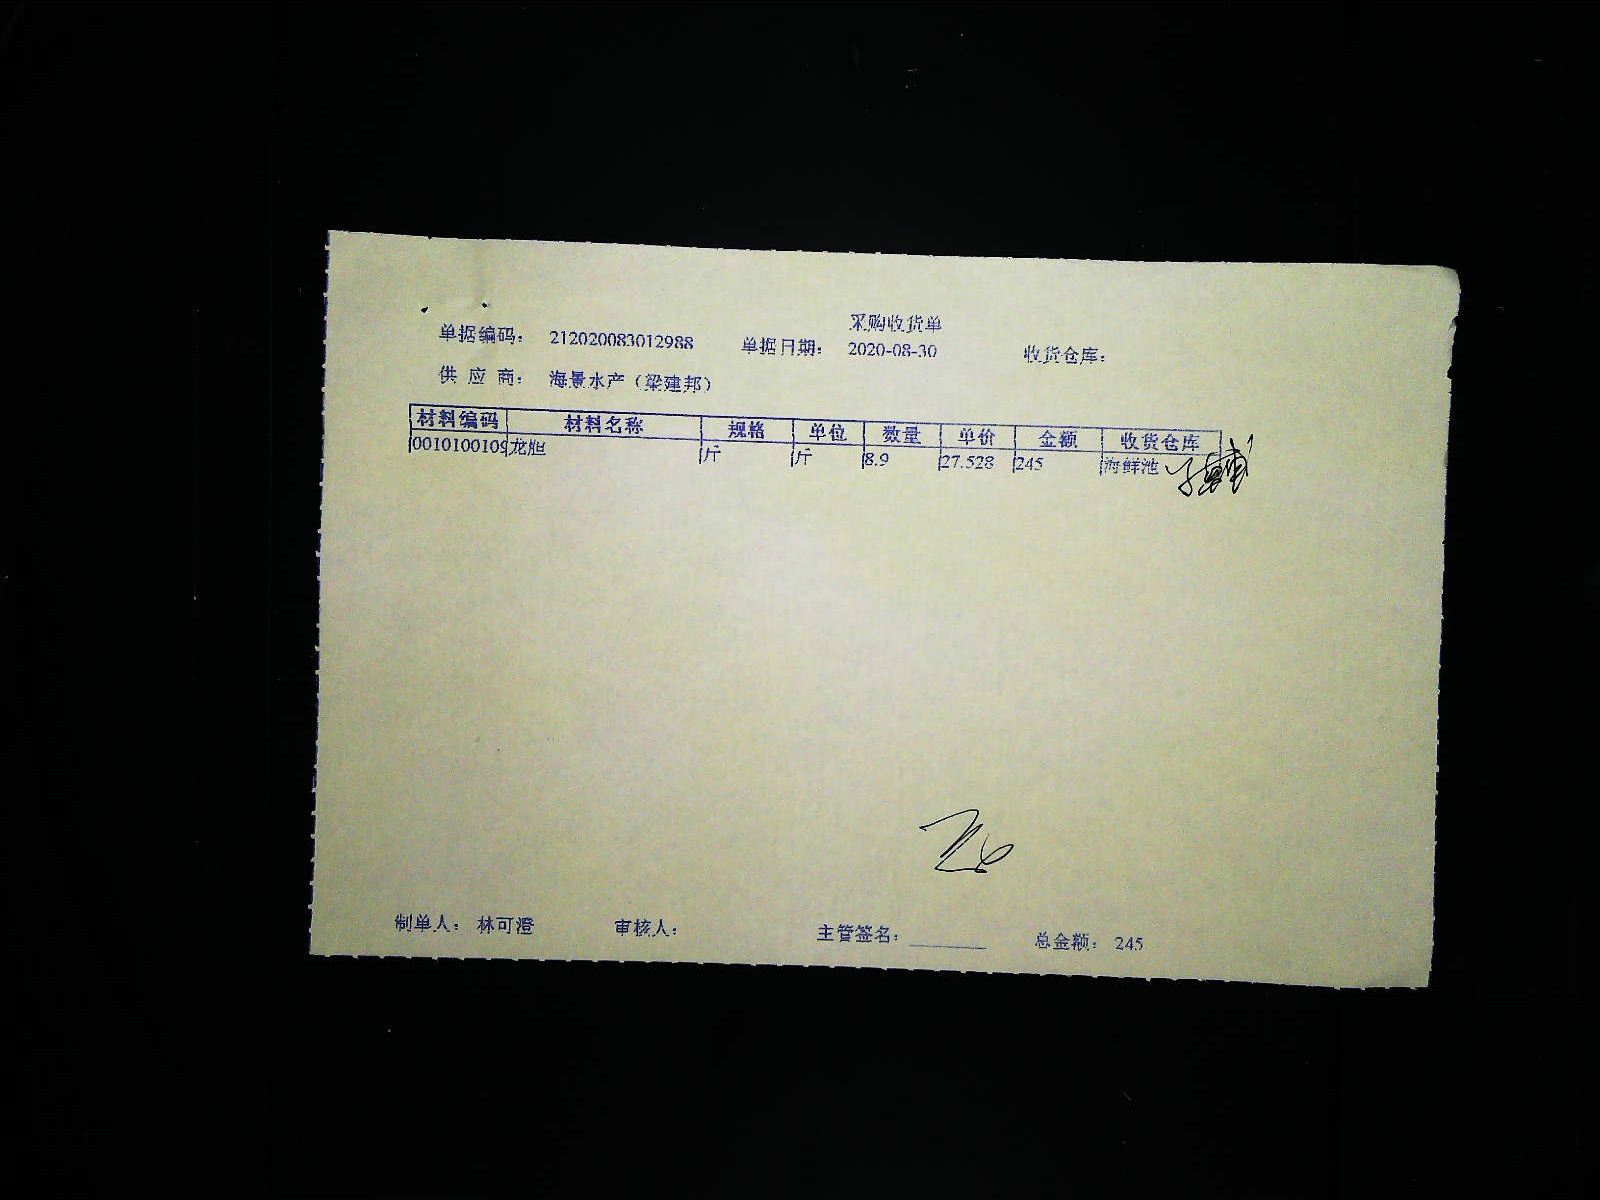 采购收货单
单据编码： 212020083012988 单据日期： 2020-08-30 收货仓库：
供 应 商： 海景水产（梁建邦）
材料编码 材料名称 规格 单位 数量 单价 金额 收货仓库
0010100109 龙胆 斤 斤 8.9 27.528 245 海鲜池
制单人： 林可澄 审核人： 主管签名： 总金额： 245